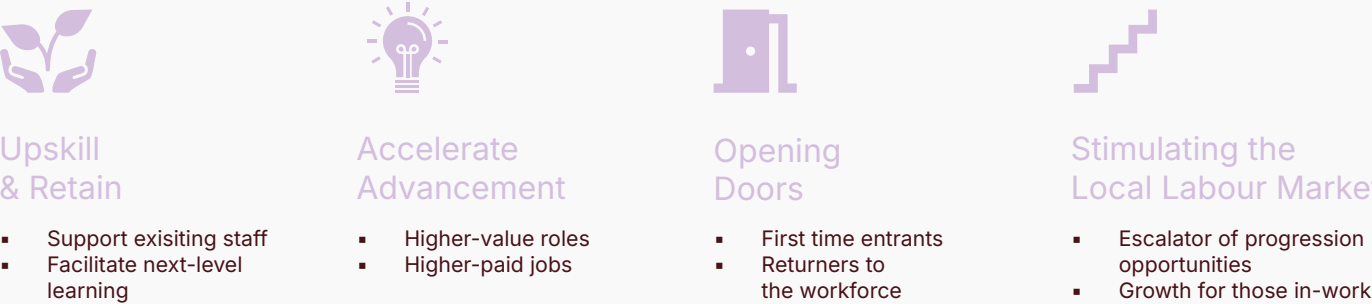 Upskill
& Retain
▪ Support exisiting staff
▪ Facilitate next-level
learning
Accelerate
Advancement
▪ Higher-value roles
▪ Higher-paid jobs
Opening
Doors
▪ First time entrants
▪ Returners to
the workforce
Stimulating the
Local Labour Marke
▪ Escalator of progression
opportunities
▪ Growth for those in-work